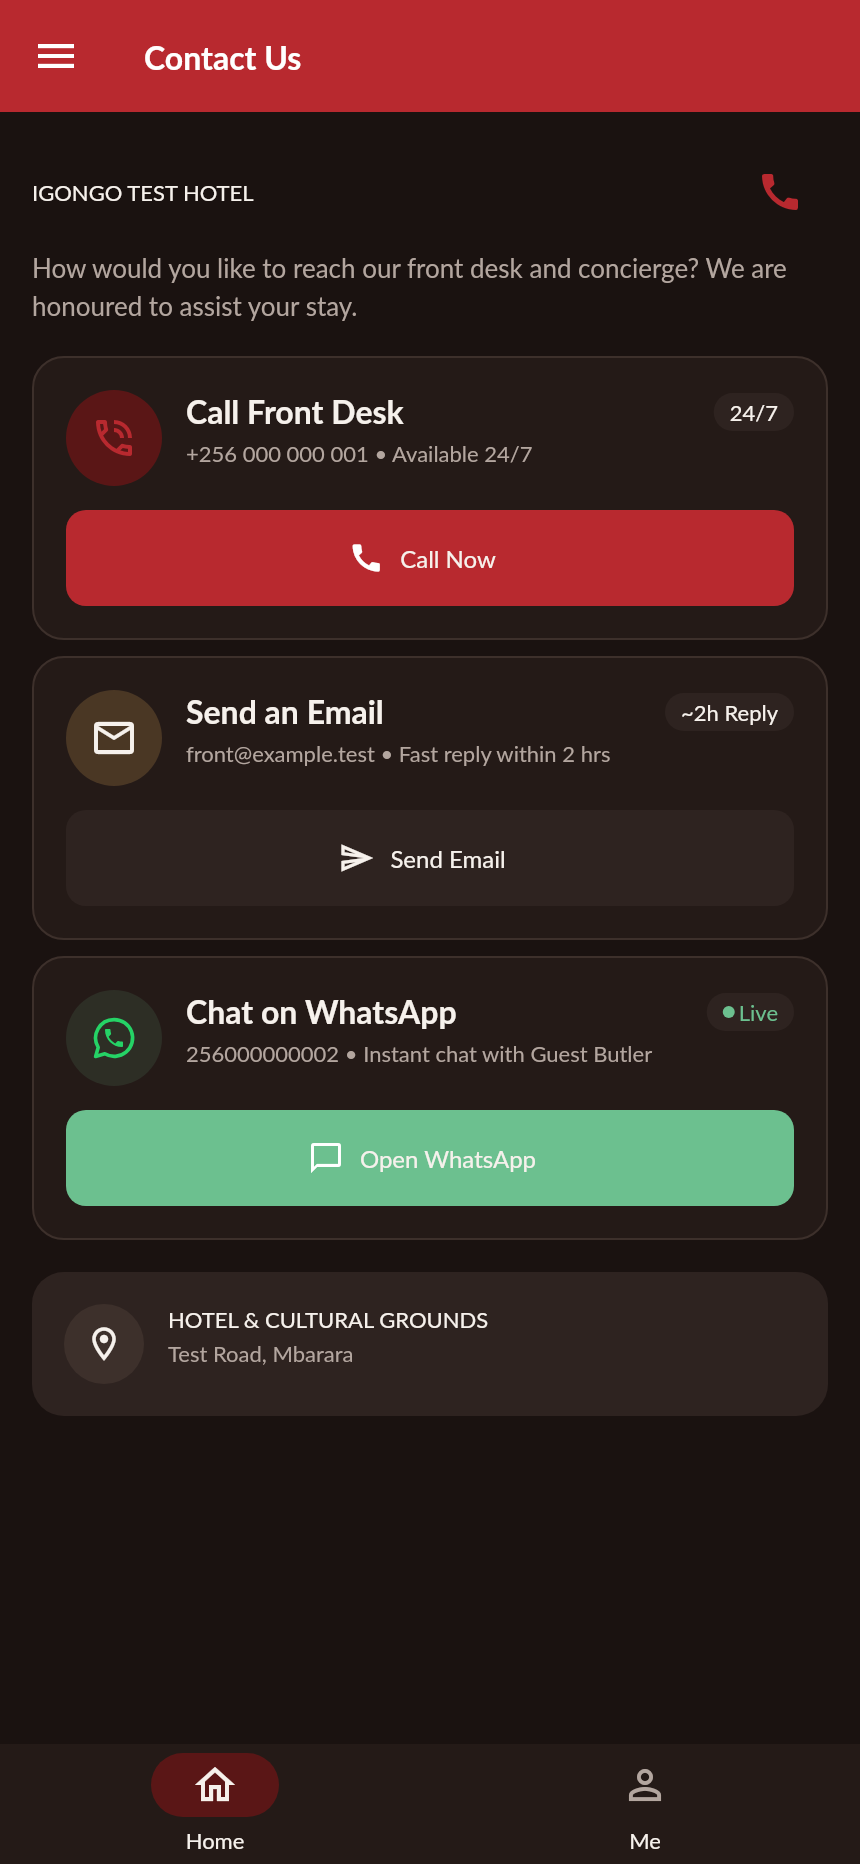 Contact Us
IGONGO TEST HOTEL
How would you like to reach our front desk and concierge? We are
honoured to assist your stay.
Call Front Desk
24/7
+256 000 000 001 • Available 24/7
Call Now
Send an Email
~2h Reply
front@example.test • Fast reply within 2 hrs
Send Email
Chat on WhatsApp
Live
256000000002 • Instant chat with Guest Butler
Open WhatsApp
HOTEL & CULTURAL GROUNDS
Test Road, Mbarara
Home
Me